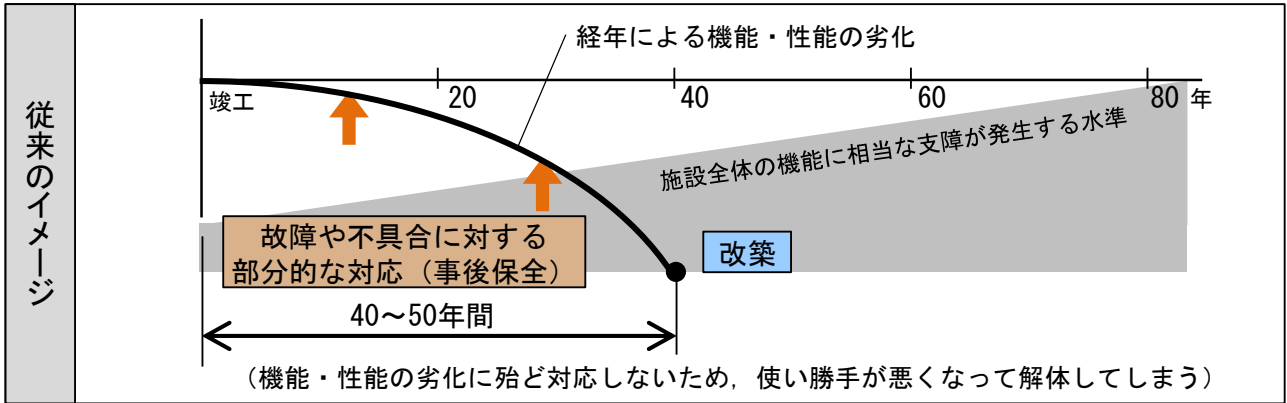 従来のイメージ
経年による機能・性能の劣化
竣工
20
40
60
80 年
施設全体の機能に相当な支障が発生する水準
故障や不具合に対する
部分的な対応（事後保全）
改築
40～50年間
（機能・性能の劣化に殆ど対応しないため，使い勝手が悪くなって解体してしまう）